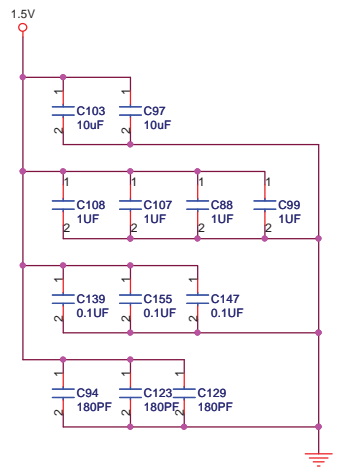 1.5V
1 1
C103 C97
10uF 10uF
2 2
1 1 1 1
C108 C107 C88 C99
1UF 1UF 1UF 1UF
2 2 2 2
1 1 1
C139 C155 C147
0.1UF 0.1UF 0.1UF
2 2 2
1 1 1
C94 C123 C129
180PF 180PF 180PF
2 2 2